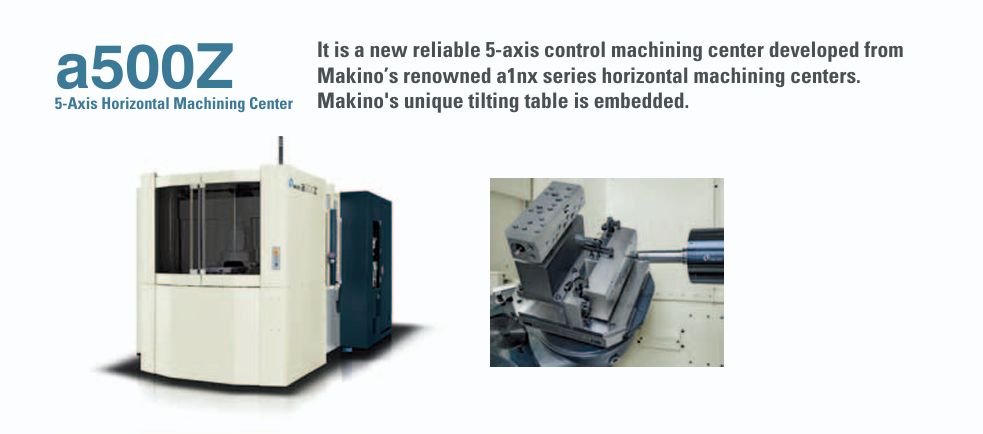 a500Z
5-Axis Horizontal Machining Center
It is a new reliable 5-axis control machining center developed from
Makino’s renowned a1nx series horizontal machining centers.
Makino's unique tilting table is embedded.
a500Z